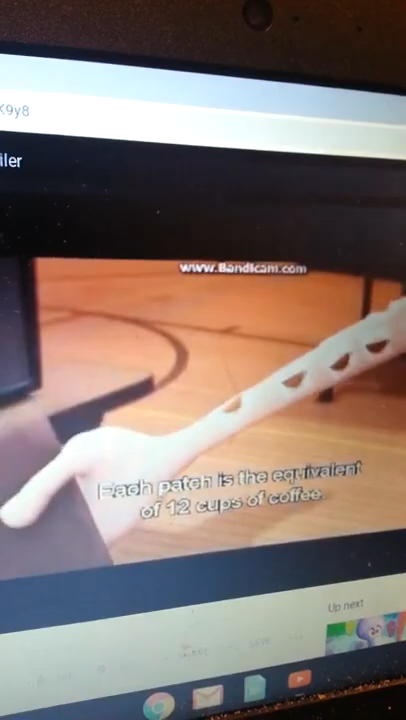 K9y8
iler
www.Bandicam.com
Each patch is the equivalent
of 12 cups of coffee.
Up next